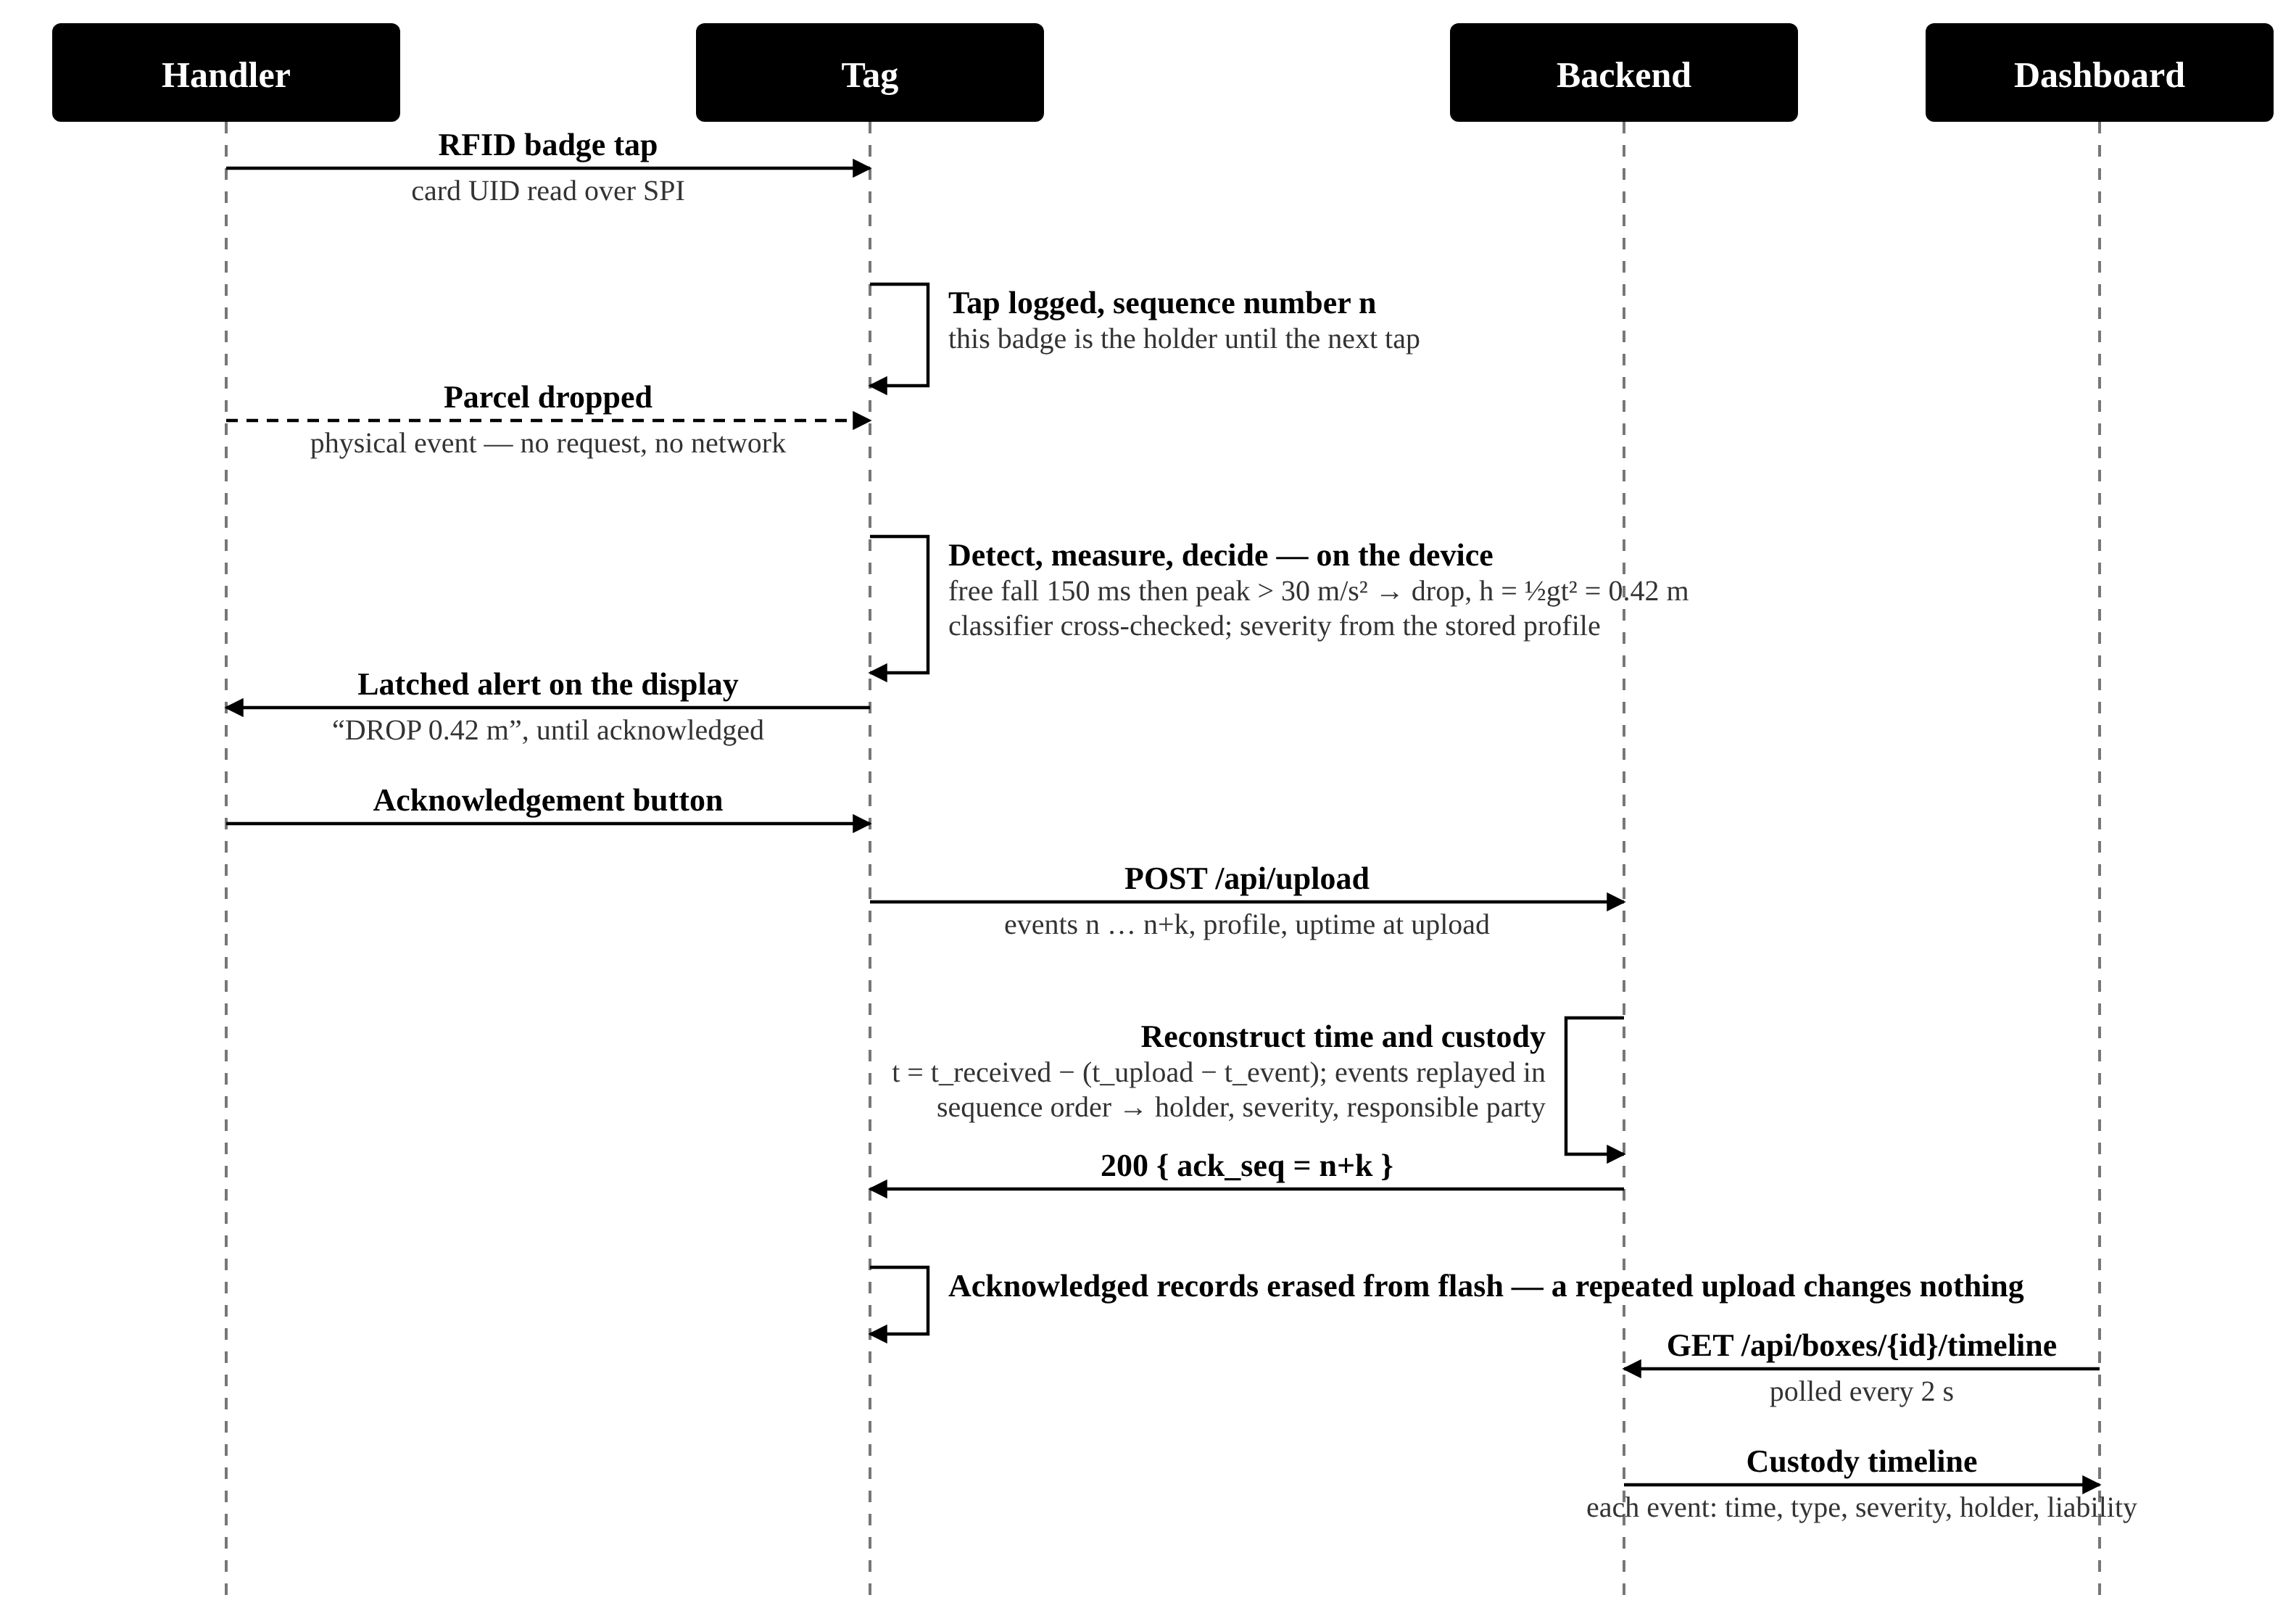 Handler
Tag
Backend
Dashboard
RFID badge tap
card UID read over SPI
Tap logged, sequence number n
this badge is the holder until the next tap
Parcel dropped
physical event — no request, no network
Detect, measure, decide — on the device
free fall 150 ms then peak > 30 m/s² → drop, h = ½gt² = 0.42 m
classifier cross-checked; severity from the stored profile
Latched alert on the display
“DROP 0.42 m”, until acknowledged
Acknowledgement button
POST /api/upload
events n … n+k, profile, uptime at upload
Reconstruct time and custody
t = t_received − (t_upload − t_event); events replayed in
sequence order → holder, severity, responsible party
200 { ack_seq = n+k }
Acknowledged records erased from flash — a repeated upload changes nothing
GET /api/boxes/{id}/timeline
polled every 2 s
Custody timeline
each event: time, type, severity, holder, liability